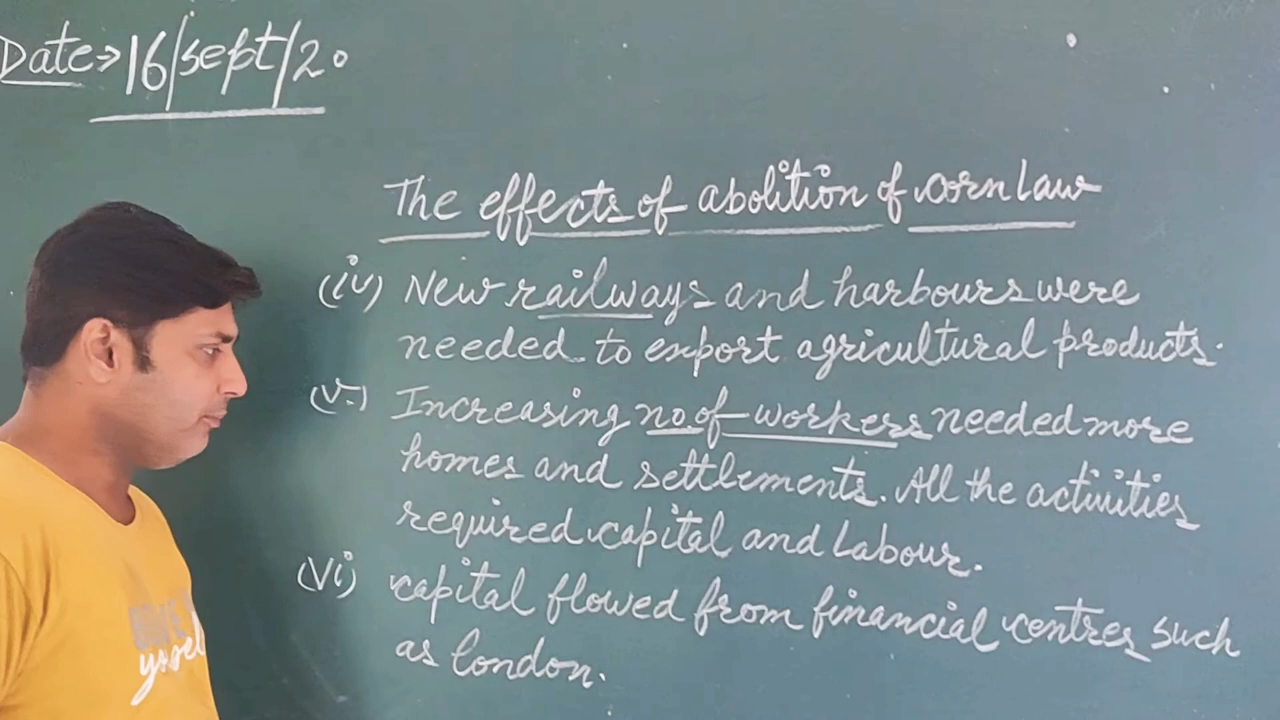 Date⇒16/Sept/20
The effects of abolition of corn law
(iv) New railways and harbours were
needed to export agricultural products.
(v) Increasing no. of workers needed more
homes and settlements. All the activities
required capital and Labour.
(vi) capital flowed from financial centres such
as london.